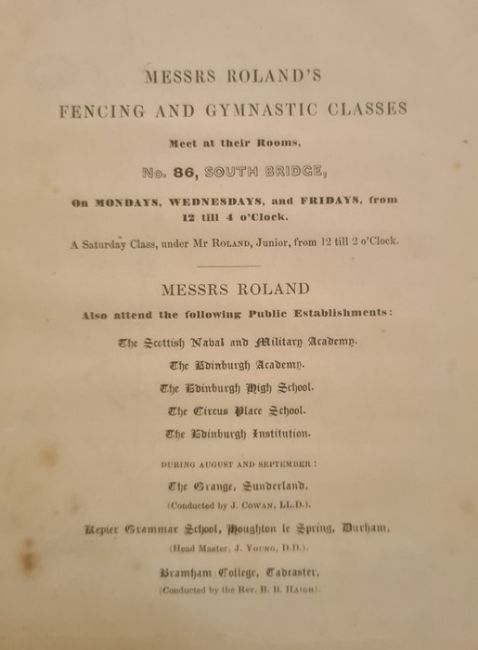 MESSRS ROLAND'S
FENCING AND GYMNASTIC CLASSES
Meet at their Rooms,
No. 86, SOUTH BRIDGE,
On MONDAYS, WEDNESDAYS, and FRIDAYS, from
12 till 4 o'Clock.
A Saturday Class, under Mr ROLAND, Junior, from 12 till 2 o'Clock.
MESSRS ROLAND
Also attend the following Public Establishments:
The Scottish Naval and Military Academy.
The Edinburgh Academy.
The Edinburgh High School.
The Circus Place School.
The Edinburgh Institution.
DURING AUGUST AND SEPTEMBER:
The Grange, Sunderland.
(Conducted by J. COWAN, LL.D.).
Kepier Grammar School, Houghton le Spring, Durham,
(Head Master, J. YOUNG, D.D.).
Bramham College, Tadcaster,
(Conducted by the Rev. B. B. HAIGH).